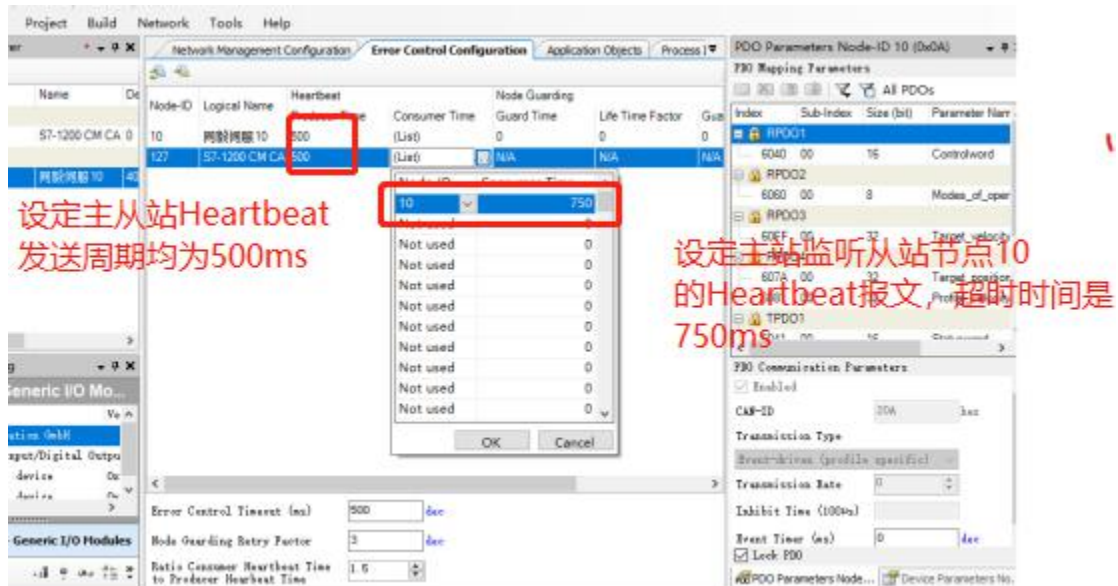 Project Build Network Tools Help
Network Management Configuration Error Control Configuration Application Objects
PDO Parameters Node-ID 10 (0x0A)
PDO Mapping Parameters
All PDOs
Name
Node-ID Logical Name Heartbeat Consumer Time Node Guarding Guard Time Life Time Factor
Index Sub-Index Size (bit)
S7-1200 CM CA 0
10 500 (List) 0 0 0
127 S7-1200 CM CA 500 (List) N/A N/A N/A
10 750
Not used 0
Not used 0
Not used 0
Not used 0
Not used 0
Not used 0
Not used 0
Not used 0
Not used 0
OK Cancel
设定主从站Heartbeat
发送周期均为500ms
RPDO1
6040 00 16 Controlword
RPDO2
6060 00 8
RPDO3
607A 00 32
TPDO1
设定主站监听从站节点10
的Heartbeat报文，超时时间是
750ms
PDO Communication Parameters
Enabled
CAN-ID 20A hex
Transmission Type
Event-driven (profile specific)
Transmission Rate 0
Inhibit Time (100µs)
Event Timer (ms) 0 dec
Lock PDO
PDO Parameters Node... Device Parameters No...
Generic I/O Mo...
device
Generic I/O Modules
Error Control Timeout (ms) 500 dec
Node Guarding Retry Factor 3 dec
Ratio Consumer Heartbeat Time 1.5
to Producer Hearbeat Time